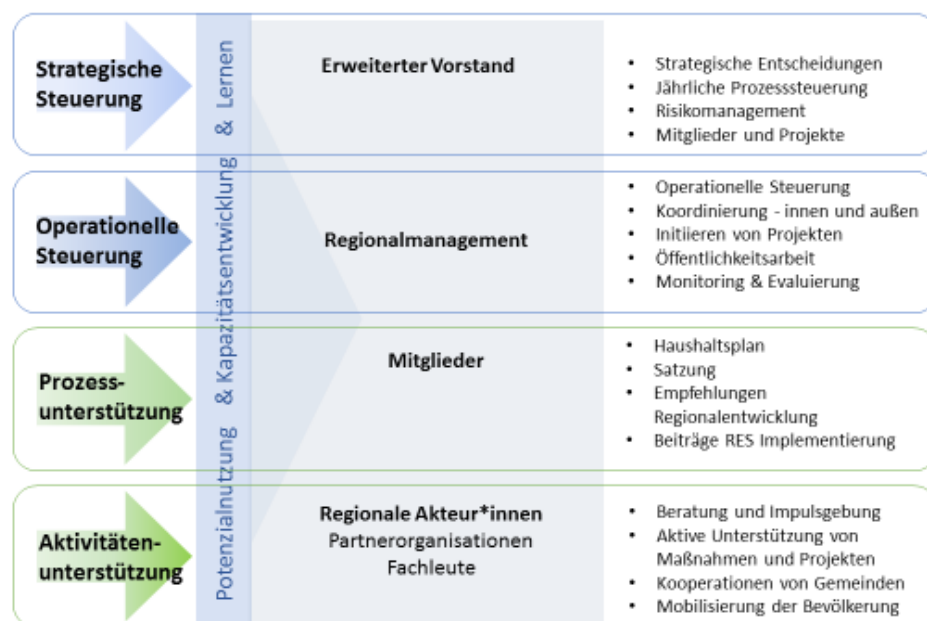 Strategische
Steuerung
Erweiterter Vorstand
• Strategische Entscheidungen
• Jährliche Prozesssteuerung
• Risikomanagement
• Mitglieder und Projekte
Operationelle
Steuerung
Regionalmanagement
• Operationelle Steuerung
• Koordinierung - innen und außen
• Initiieren von Projekten
• Öffentlichkeitsarbeit
• Monitoring & Evaluierung
Prozess-
unterstützung
Mitglieder
• Haushaltsplan
• Satzung
• Empfehlungen
Regionalentwicklung
• Beiträge RES Implementierung
Aktivitäten-
unterstützung
Regionale Akteur*innen
Partnerorganisationen
Fachleute
• Beratung und Impulsgebung
• Aktive Unterstützung von
Maßnahmen und Projekten
• Kooperationen von Gemeinden
• Mobilisierung der Bevölkerung
Potenzialnutzung & Kapazitätsentwicklung & Lernen